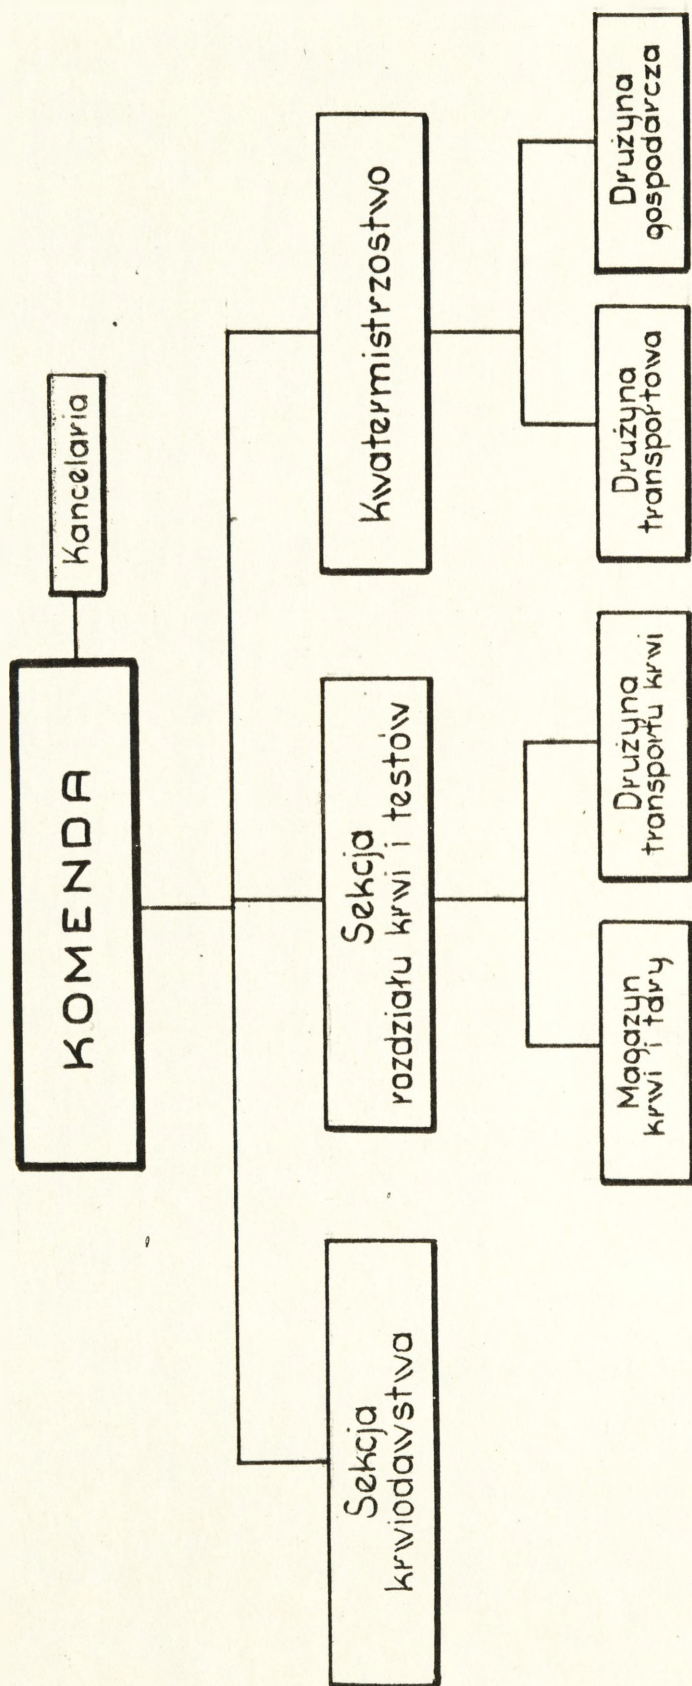 KOMENDA
Kancelaria
Sekcja
krwiodawstwa
Sekcja
rozdziału krwi i testów
Kwatermistrzostwo
Magazyn
krwi i tary
Drużyna
transportu krwi
Drużyna
transportowa
Drużyna
gospodarcza